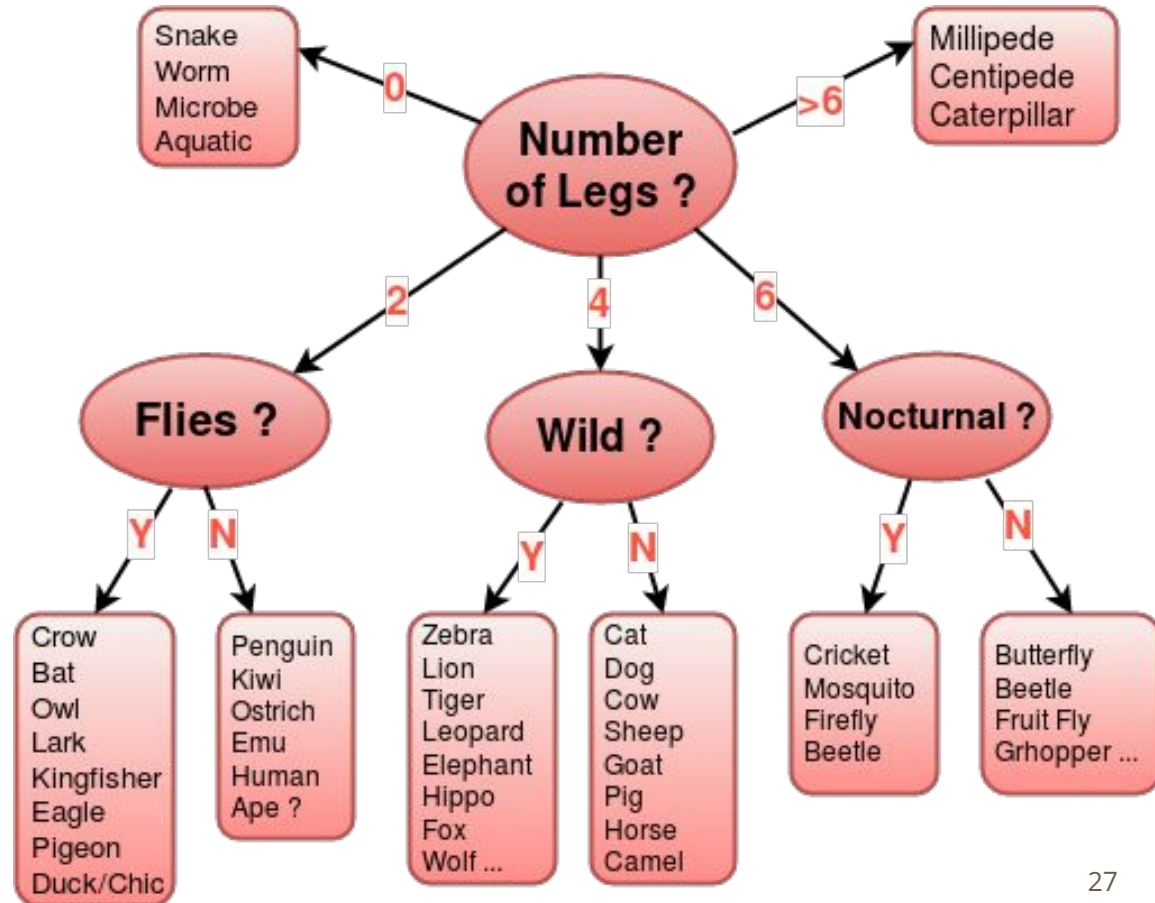 Snake
Worm
Microbe
Aquatic
Millipede
Centipede
Caterpillar
0
>6
Number
of Legs ?
2
4
6
Flies ?
Wild ?
Nocturnal ?
Y
N
Y
N
Y
N
Crow
Bat
Owl
Lark
Kingfisher
Eagle
Pigeon
Duck/Chic
Penguin
Kiwi
Ostrich
Emu
Human
Ape ?
Zebra
Lion
Tiger
Leopard
Elephant
Hippo
Fox
Wolf ...
Cat
Dog
Cow
Sheep
Goat
Pig
Horse
Camel
Cricket
Mosquito
Firefly
Beetle
Butterfly
Beetle
Fruit Fly
Grhopper ...
27